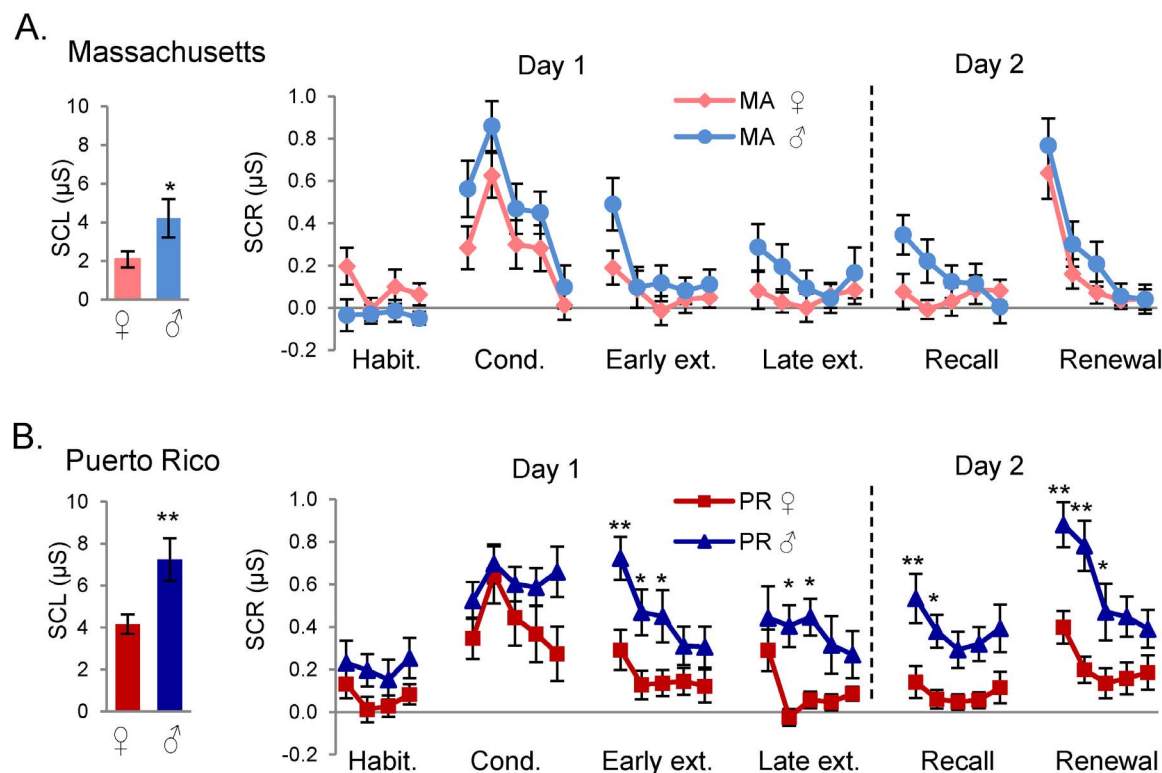 A.
Massachusetts
Day 1
Day 2
SCL (µS)
10
8
6
4
2
0
*
♀ ♂
SCR (µS)
1.0
0.8
0.6
0.4
0.2
0.0
-0.2
MA ♀
MA ♂
Habit. Cond. Early ext. Late ext. Recall Renewal
B.
Puerto Rico
Day 1
Day 2
SCL (µS)
10
8
6
4
2
0
**
♀ ♂
SCR (µS)
1.0
0.8
0.6
0.4
0.2
0.0
-0.2
PR ♀
PR ♂
** * *
* *
** *
** ** *
Habit. Cond. Early ext. Late ext. Recall Renewal